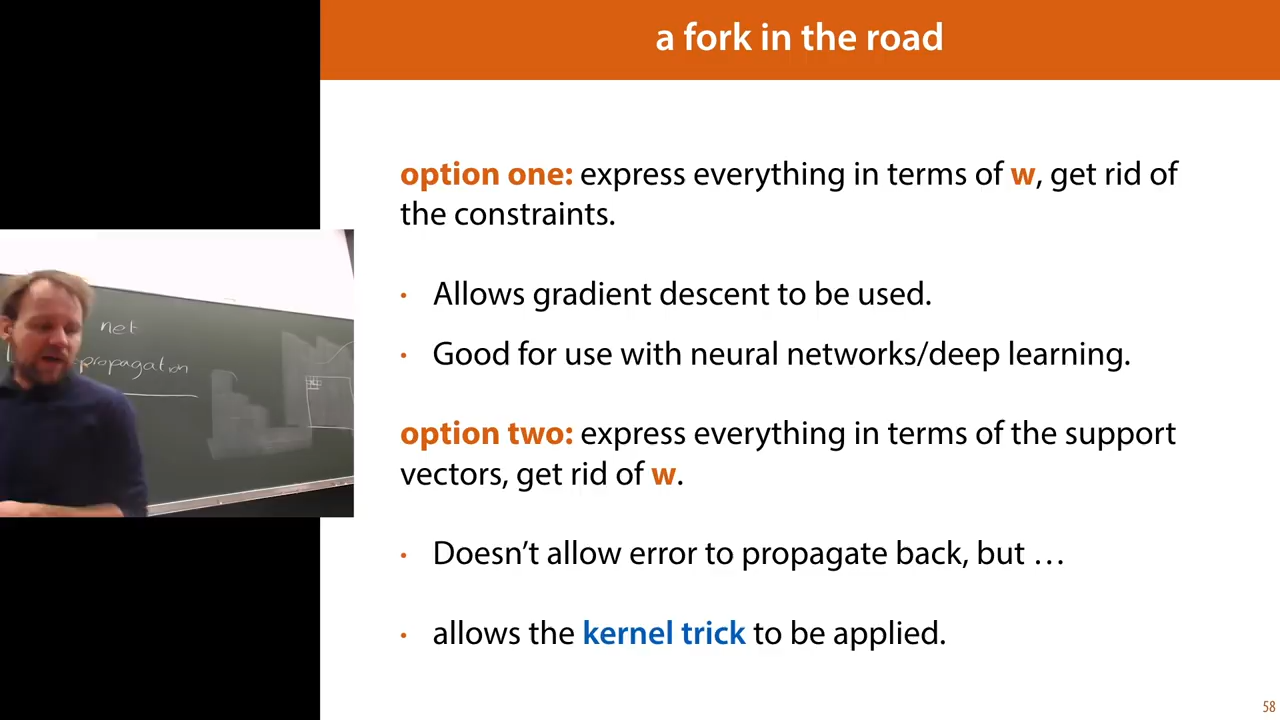 a fork in the road
option one: express everything in terms of w, get rid of
the constraints.
• Allows gradient descent to be used.
• Good for use with neural networks/deep learning.
option two: express everything in terms of the support
vectors, get rid of w.
• Doesn’t allow error to propagate back, but …
• allows the kernel trick to be applied.
net
propagation
58